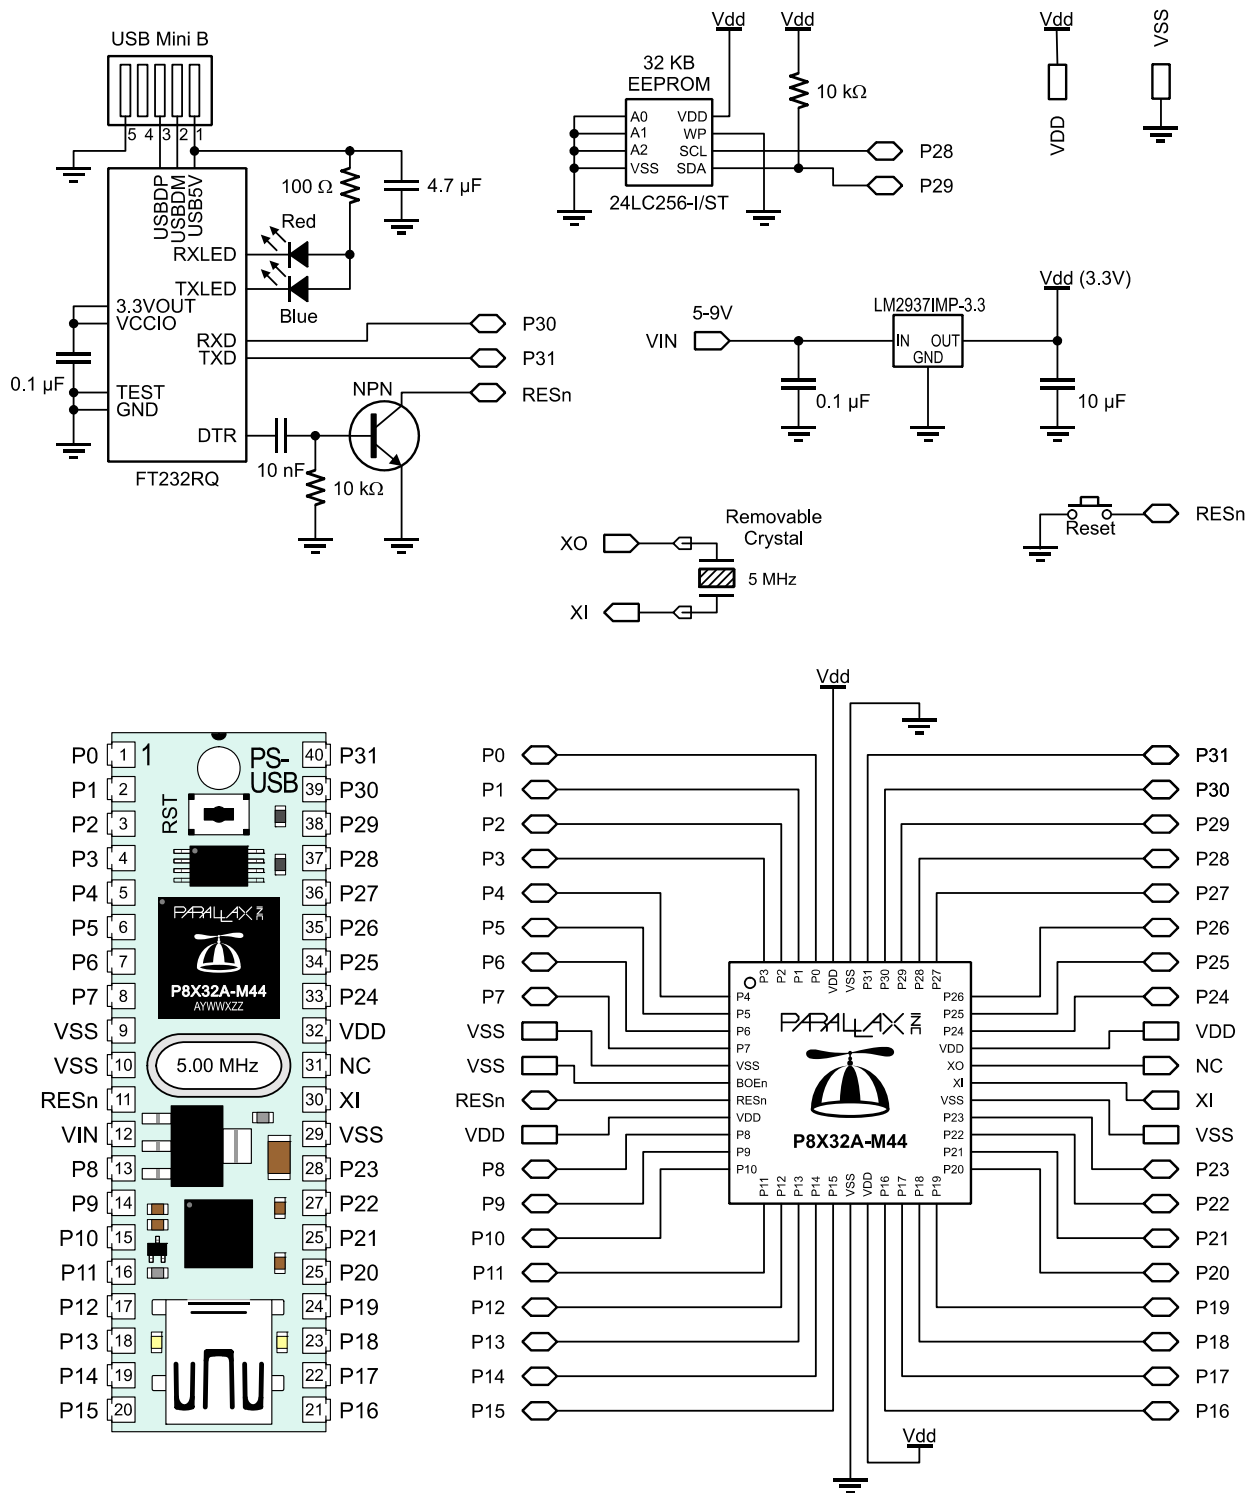 USB Mini B
5 4 3 2 1
USBDP
USBDM
USB5V
100 Ω
4.7 µF
Red
RXLED
TXLED
Blue
3.3VOUT
VCCIO
RXD
TXD
P30
P31
0.1 µF
TEST
GND
NPN
RESn
DTR
10 nF
10 kΩ
FT232RQ
Vdd
Vdd
32 KB
EEPROM
10 kΩ
A0
A1
A2
VSS
VDD
WP
SCL
SDA
P28
P29
24LC256-I/ST
Vdd
VDD
VSS
Vdd (3.3V)
5-9V
LM2937IMP-3.3
VIN
IN
OUT
GND
0.1 µF
10 µF
Removable
Crystal
XO
5 MHz
XI
Reset
RESn
P0 1 1 PS- 40 P31
P1 2 USB 39 P30
P2 3 RST 38 P29
P3 4 37 P28
P4 5 36 P27
PARALLAX INC
P5 6 35 P26
P6 7 34 P25
P7 8 P8X32A-M44 33 P24
AYWWXZZ
VSS 9 32 VDD
VSS 10 5.00 MHz 31 NC
RESn 11 30 XI
VIN 12 29 VSS
P8 13 28 P23
P9 14 27 P22
P10 15 25 P21
P11 16 25 P20
P12 17 24 P19
P13 18 23 P18
P14 19 22 P17
P15 20 21 P16
Vdd
P0
P1
P2
P3
P4
P5
P6
P7
VSS
VSS
RESn
VDD
P8
P9
P10
P11
P12
P13
P14
P15
P3 P2 P1 P0 VDD VSS P31 P30 P29 P28 P27
P4
P5
P6
P7
VSS
BOEn
RESn
VDD
P8
P9
P10
PARALLAX INC
P8X32A-M44
P26
P25
P24
VDD
XO
XI
VSS
P23
P22
P21
P20
P11 P12 P13 P14 P15 VSS VDD P16 P17 P18 P19
P31
P30
P29
P28
P27
P26
P25
P24
VDD
NC
XI
VSS
P23
P22
P21
P20
P19
P18
P17
P16
Vdd